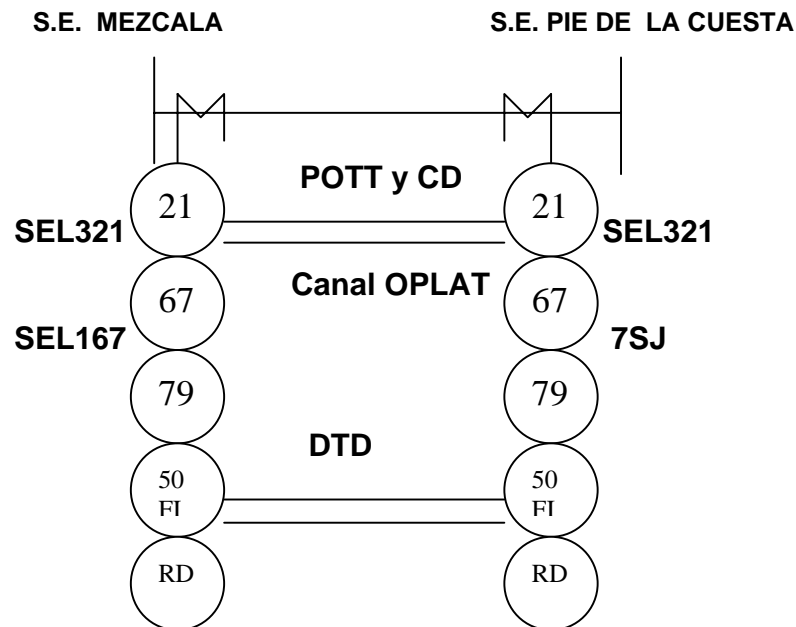 S.E. MEZCALA
S.E. PIE DE LA CUESTA
POTT y CD
21
21
SEL321
SEL321
Canal OPLAT
67
67
SEL167
7SJ
79
79
DTD
50
FI
50
FI
RD
RD